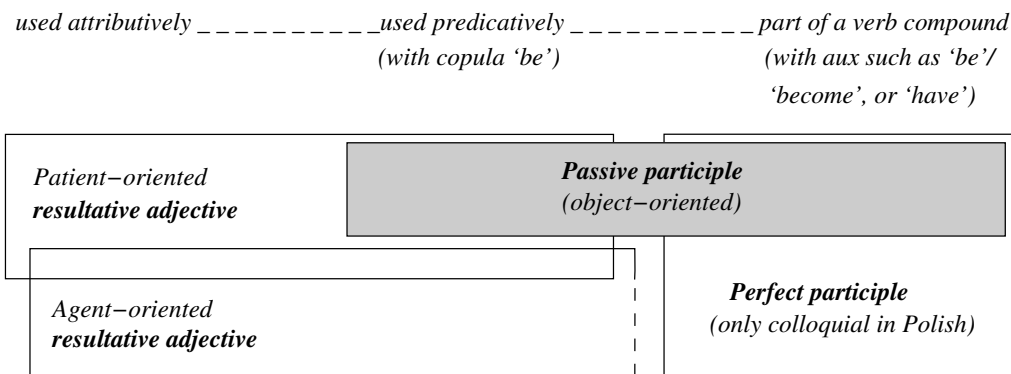 used attributively _ _ _ _ _ _ _ _ _ _ used predicatively _ _ _ _ _ _ _ _ _ _ part of a verb compound
(with copula ‘be’) (with aux such as ‘be’/
‘become’, or ‘have’)
Patient−oriented
resultative adjective
Passive participle
(object−oriented)
Agent−oriented
resultative adjective
Perfect participle
(only colloquial in Polish)